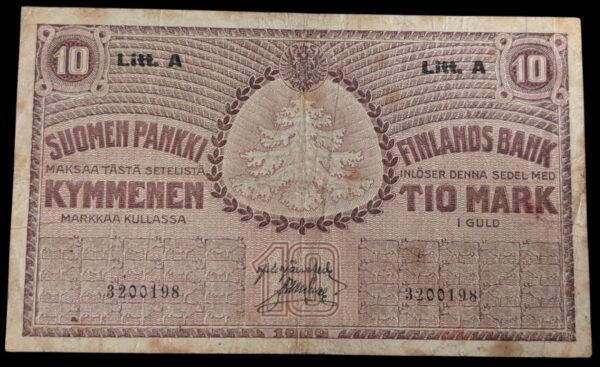 10 Litt. A Litt. A 10
SUOMEN PANKKI
MAKSAA TÄSTÄ SETELISTÄ
KYMMENEN
MARKKAA KULLASSA
FINLANDS BANK
INLÖSER DENNA SEDEL MED
TIO MARK
I GULD
10
3200198 3200198